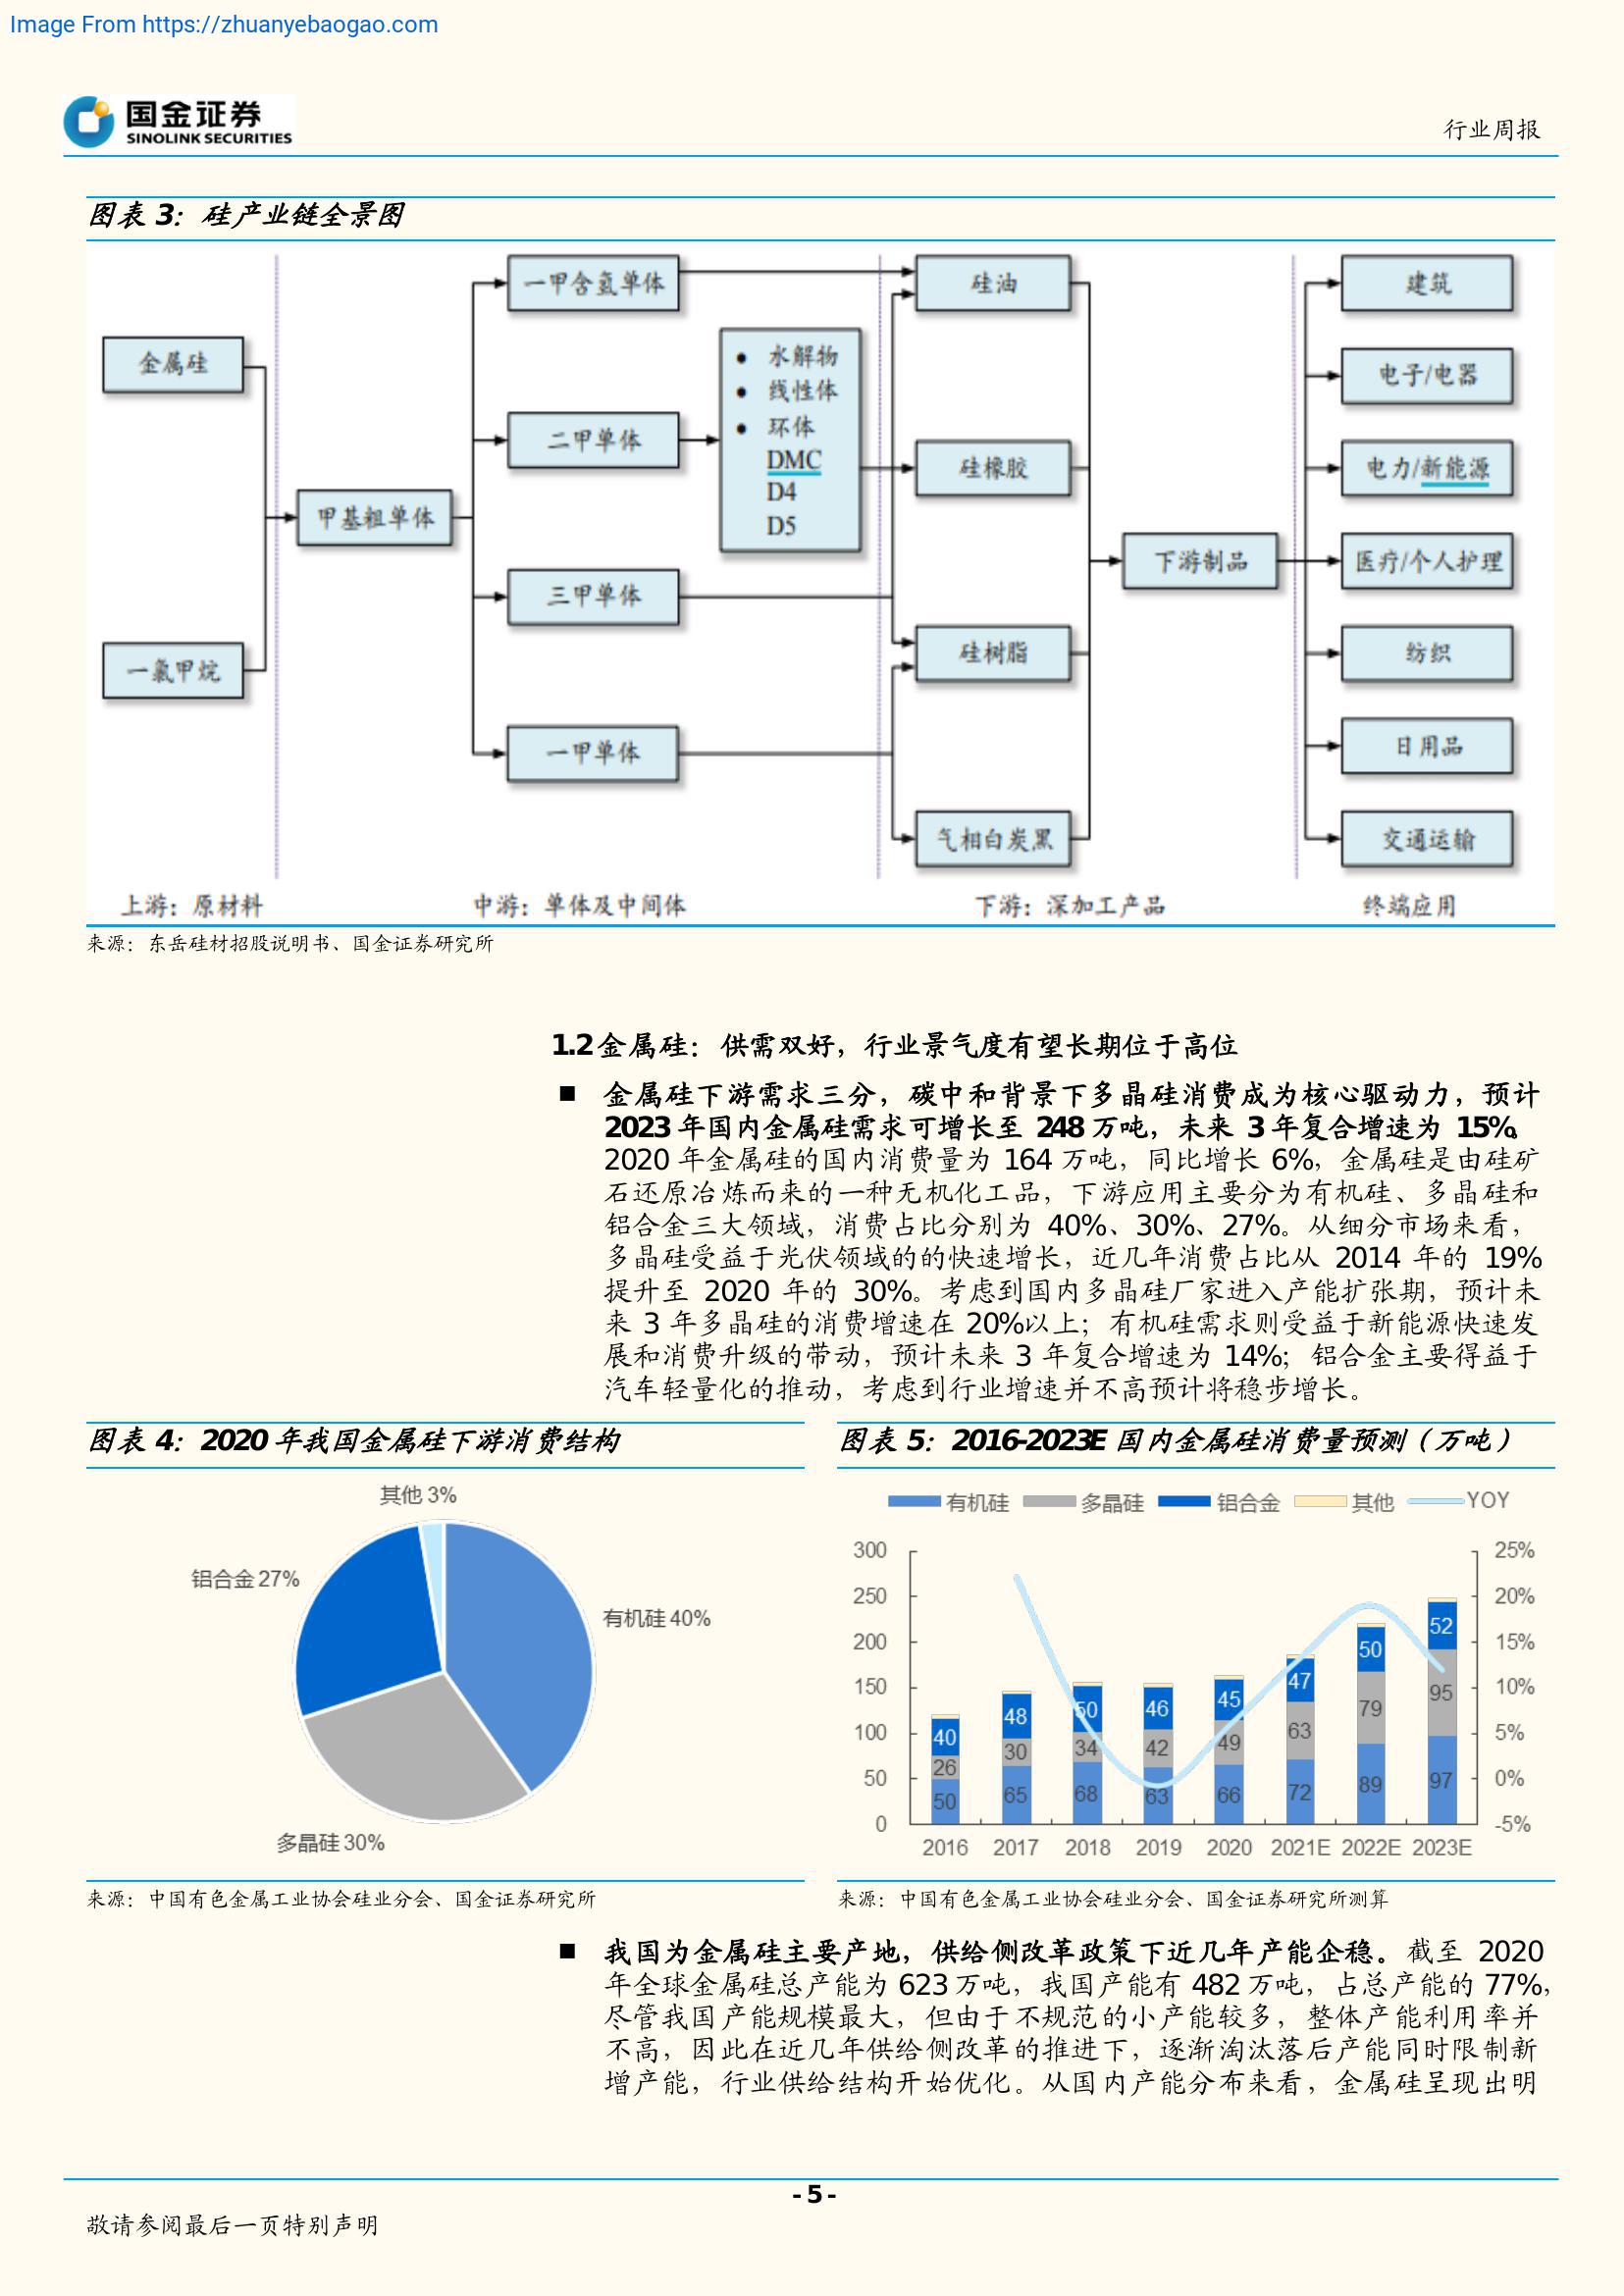 Image From https://zhuanyebaogao.com
国金证券
SINOLINK SECURITIES
行业周报
图表 3：硅产业链全景图
金属硅
一氯甲烷
甲基粗单体
一甲含氢单体
二甲单体
三甲单体
一甲单体
● 水解物
● 线性体
● 环体
DMC
D4
D5
硅油
硅橡胶
硅树脂
气相白炭黑
下游制品
建筑
电子/电器
电力/新能源
医疗/个人护理
纺织
日用品
交通运输
上游：原材料
中游：单体及中间体
下游：深加工产品
终端应用
来源：东岳硅材招股说明书、国金证券研究所
1.2金属硅：供需双好，行业景气度有望长期位于高位
■ 金属硅下游需求三分，碳中和背景下多晶硅消费成为核心驱动力，预计
2023 年国内金属硅需求可增长至 248 万吨，未来 3 年复合增速为 15%。
2020 年金属硅的国内消费量为 164 万吨，同比增长 6%，金属硅是由硅矿
石还原冶炼而来的一种无机化工品，下游应用主要分为有机硅、多晶硅和
铝合金三大领域，消费占比分别为 40%、30%、27%。从细分市场来看，
多晶硅受益于光伏领域的的快速增长，近几年消费占比从 2014 年的 19%
提升至 2020 年的 30%。考虑到国内多晶硅厂家进入产能扩张期，预计未
来 3 年多晶硅的消费增速在 20%以上；有机硅需求则受益于新能源快速发
展和消费升级的带动，预计未来 3 年复合增速为 14%；铝合金主要得益于
汽车轻量化的推动，考虑到行业增速并不高预计将稳步增长。
图表 4：2020 年我国金属硅下游消费结构
其他 3%
铝合金 27%
有机硅 40%
多晶硅 30%
来源：中国有色金属工业协会硅业分会、国金证券研究所
图表 5：2016-2023E 国内金属硅消费量预测（万吨）
有机硅 多晶硅 铝合金 其他 YOY
300
250
200
150
100
50
0
25%
20%
15%
10%
5%
0%
-5%
40 48 50 46 45 47 50 52
26 30 34 42 49 63 79 95
50 65 68 63 66 72 89 97
2016 2017 2018 2019 2020 2021E 2022E 2023E
来源：中国有色金属工业协会硅业分会、国金证券研究所测算
■ 我国为金属硅主要产地，供给侧改革政策下近几年产能企稳。截至 2020
年全球金属硅总产能为 623 万吨，我国产能有 482 万吨，占总产能的 77%，
尽管我国产能规模最大，但由于不规范的小产能较多，整体产能利用率并
不高，因此在近几年供给侧改革的推进下，逐渐淘汰落后产能同时限制新
增产能，行业供给结构开始优化。从国内产能分布来看，金属硅呈现出明
- 5 -
敬请参阅最后一页特别声明